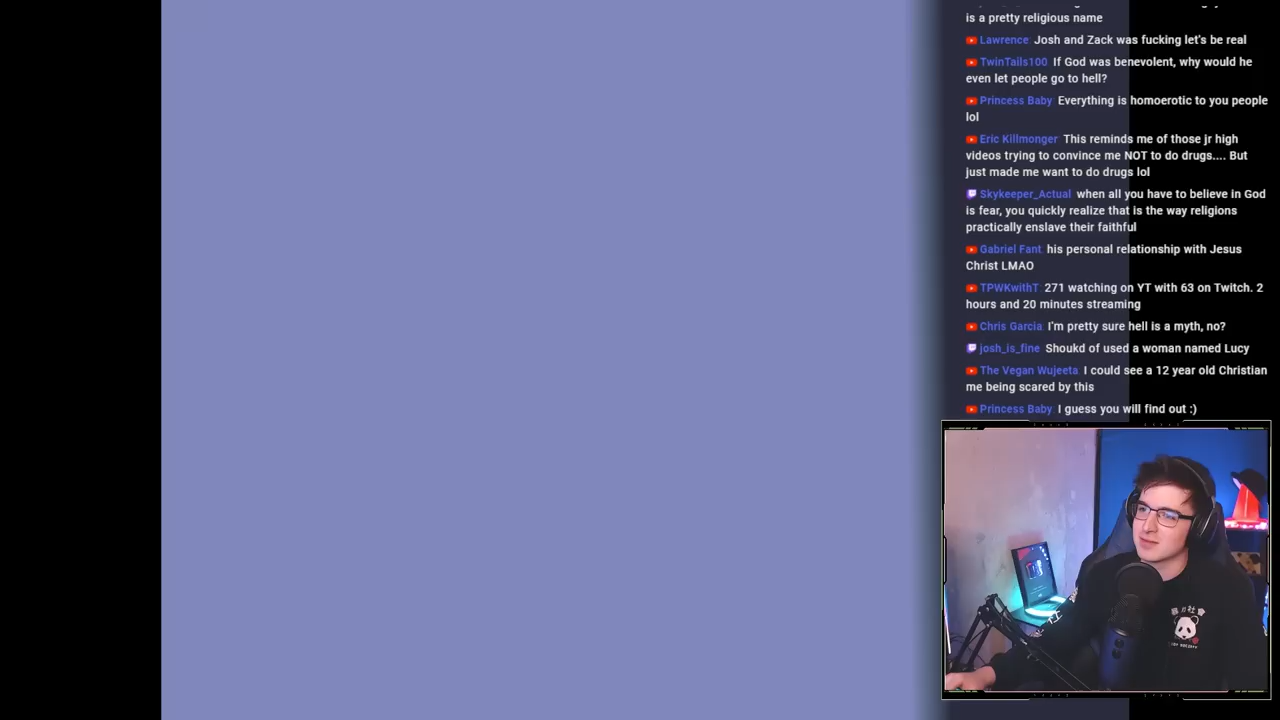 is a pretty religious name
Lawrence: Josh and Zack was fucking let's be real
TwinTails100: If God was benevolent, why would he
even let people go to hell?
Princess Baby: Everything is homoerotic to you people
lol
Eric Killmonger: This reminds me of those jr high
videos trying to convince me NOT to do drugs.... But
just made me want to do drugs lol
Skykeeper_Actual: when all you have to believe in God
is fear, you quickly realize that is the way religions
practically enslave their faithful
Gabriel Fant: his personal relationship with Jesus
Christ LMAO
TPWKwithT: 271 watching on YT with 63 on Twitch. 2
hours and 20 minutes streaming
Chris Garcia: I'm pretty sure hell is a myth, no?
josh_is_fine: Shoukd of used a woman named Lucy
The Vegan Wujeeta: I could see a 12 year old Christian
me being scared by this
Princess Baby: I guess you will find out :)